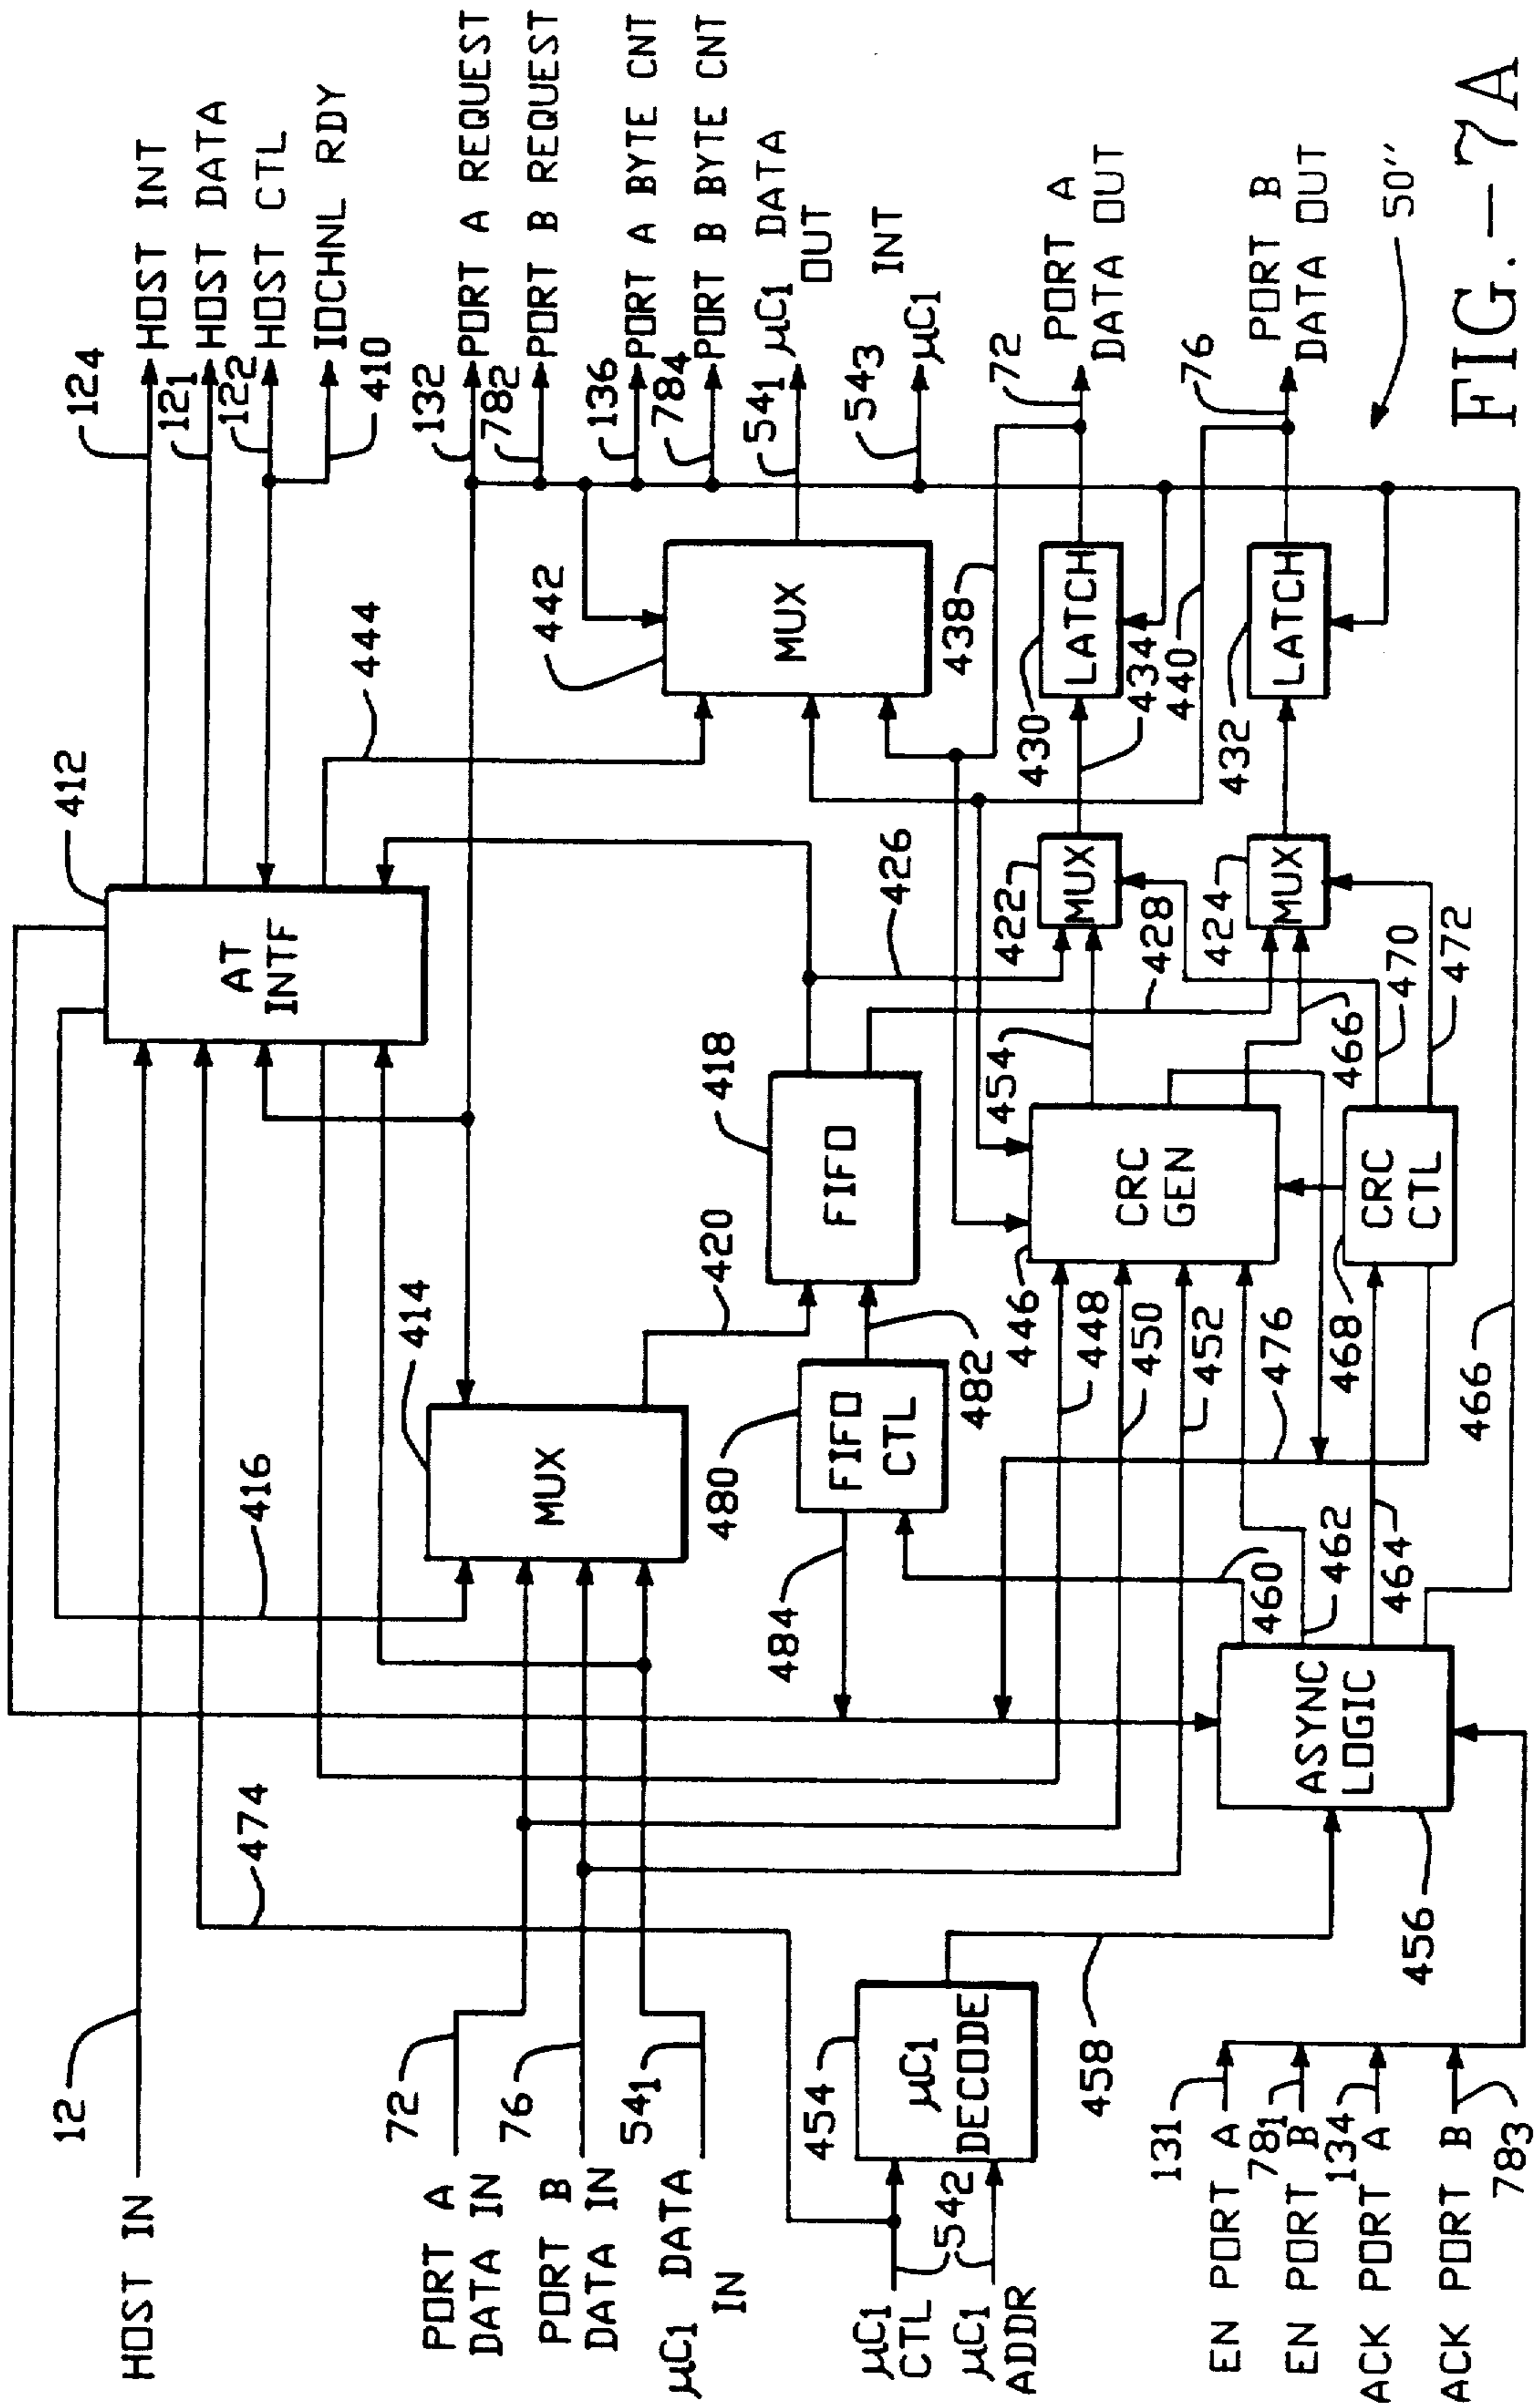 HOST IN
12
PORT A
DATA IN
72
PORT B
DATA IN
76
μC1 DATA
IN
541
μC1
CTL
μC1
ADDR
542
EN PORT A
131
EN PORT B
781
ACK PORT A
134
ACK PORT B
783
474
454
μC1
DECODE
458
456
ASYNC
LOGIC
416
414
MUX
420
480
FIFO
CTL
482
484
460
462
464
466
412
AT
INTF
418
FIFO
446
448
450
452
476
468
CRC
GEN
CRC
CTL
454
466
470
472
426
428
422
MUX
424
MUX
444
442
MUX
438
430
LATCH
434
440
432
LATCH
124
HOST INT
121
HOST DATA
122
HOST CTL
IOCHNL RDY
410
132
PORT A REQUEST
782
PORT B REQUEST
136
PORT A BYTE CNT
784
PORT B BYTE CNT
541
μC1 DATA
OUT
543
μC1 INT
72
PORT A
DATA OUT
76
PORT B
DATA OUT
50"
FIG.-7A